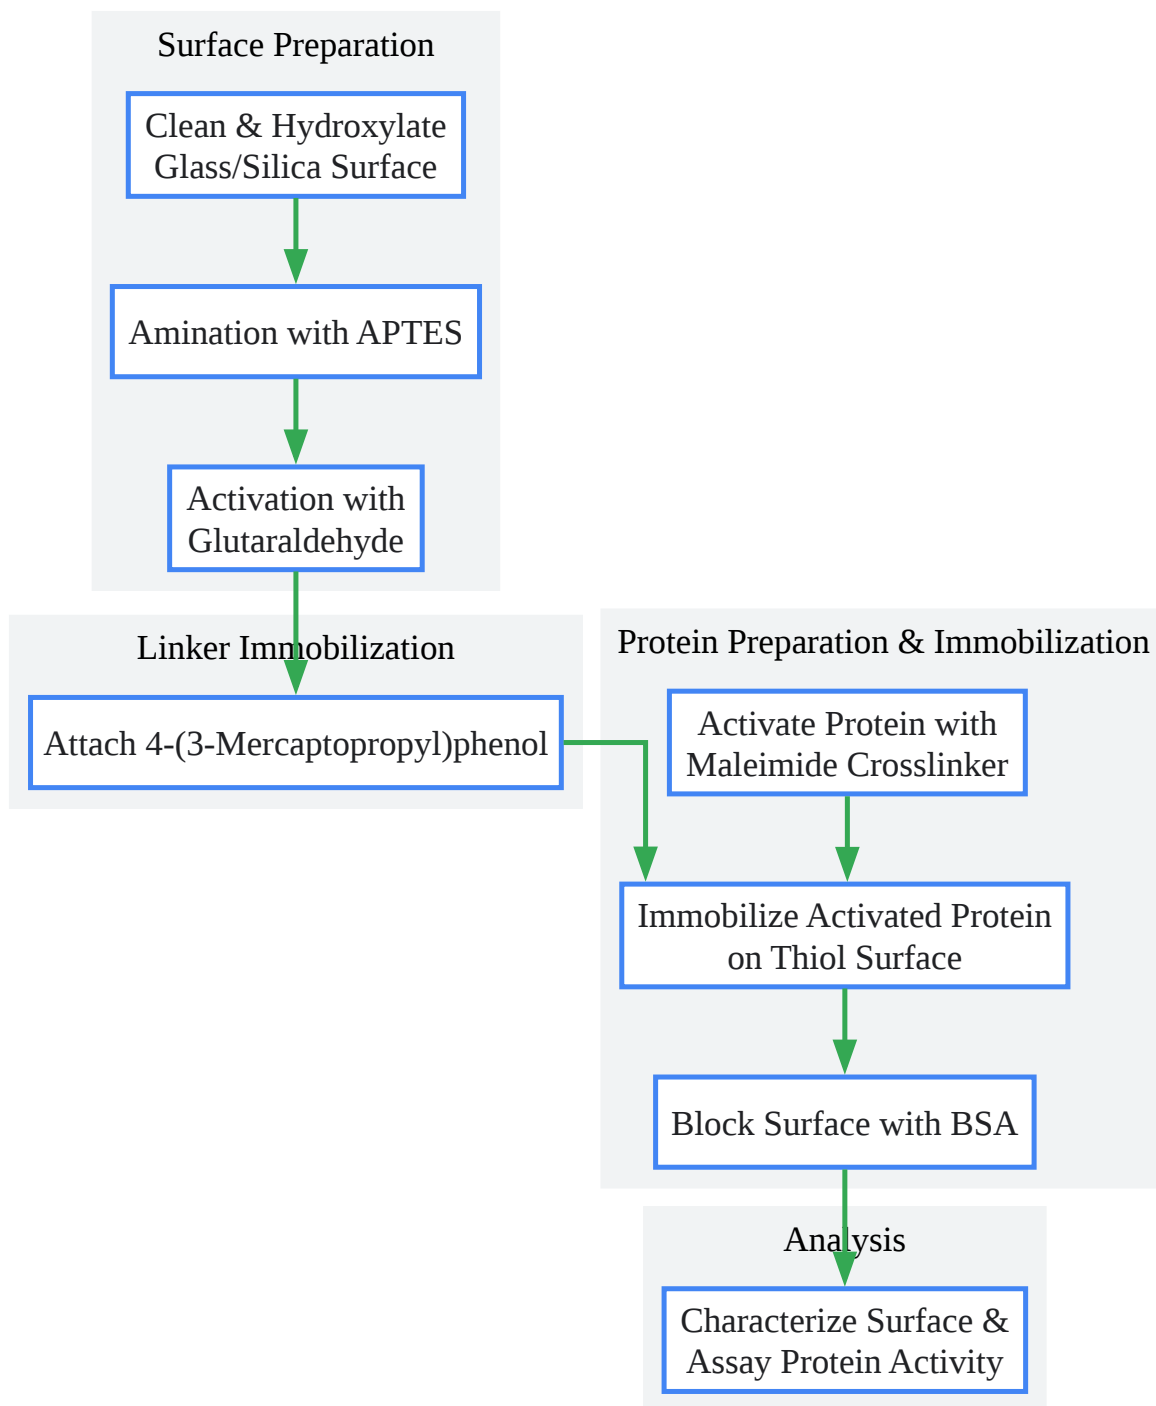 Surface Preparation
Clean & Hydroxylate
Glass/Silica Surface
Amination with APTES
Activation with
Glutaraldehyde
Linker Immobilization
Attach 4-(3-Mercaptopropyl)phenol
Protein Preparation & Immobilization
Activate Protein with
Maleimide Crosslinker
Immobilize Activated Protein
on Thiol Surface
Block Surface with BSA
Analysis
Characterize Surface &
Assay Protein Activity